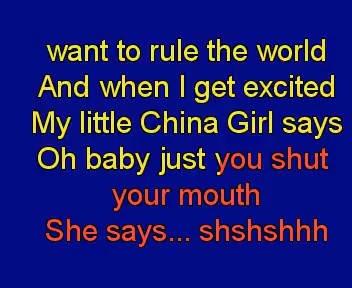 want to rule the world
And when I get excited
My little China Girl says
Oh baby just you shut
your mouth
She says... shshshhh